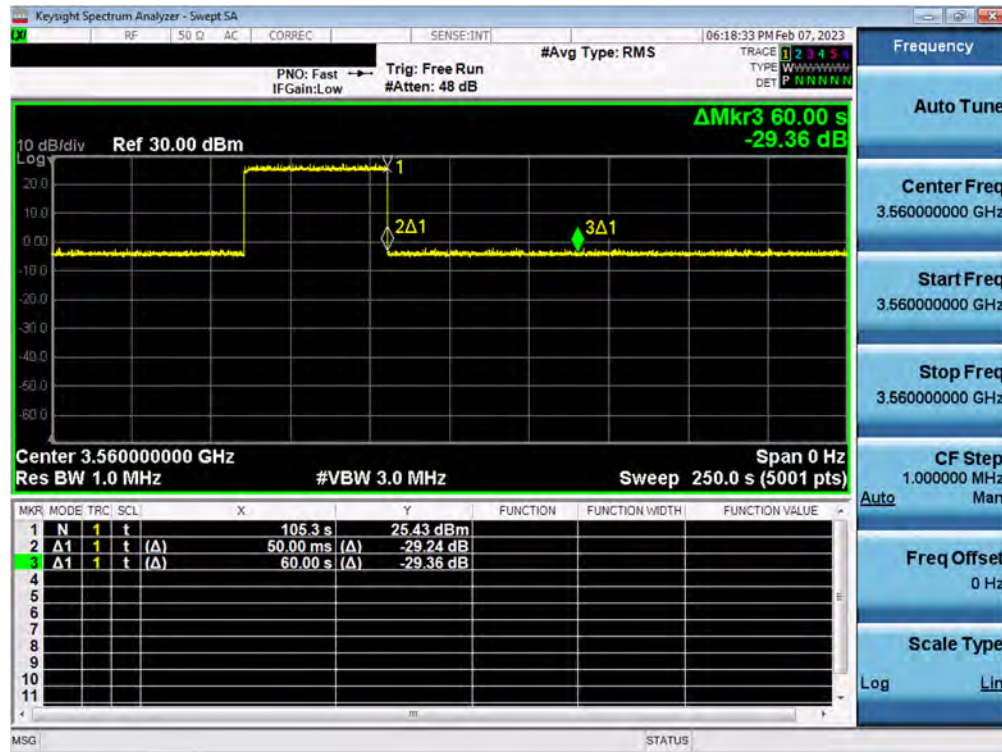 Keysight Spectrum Analyzer - Swept SA
LXI RF 50 Ω AC CORREC SENSE:INT 06:18:33 PM Feb 07, 2023
#Avg Type: RMS
TRACE 1 2 3 4 5 6
PNO: Fast Trig: Free Run
TYPE W
IFGain:Low #Atten: 48 dB
DET P N N N N N
ΔMkr3 60.00 s
-29.36 dB
10 dB/div Ref 30.00 dBm
Log
20.0
10.0
0.00
-10.0
-20.0
-30.0
-40.0
-50.0
-60.0
1
2Δ1
3Δ1
Center 3.560000000 GHz Span 0 Hz
Res BW 1.0 MHz #VBW 3.0 MHz Sweep 250.0 s (5001 pts)
MKR MODE TRC SCL X Y FUNCTION FUNCTION WIDTH FUNCTION VALUE
1 N 1 t 105.3 s 25.43 dBm
2 Δ1 1 t (Δ) 50.00 ms (Δ) -29.24 dB
3 Δ1 1 t (Δ) 60.00 s (Δ) -29.36 dB
4
5
6
7
8
9
10
11
MSG STATUS
Frequency
Auto Tune
Center Freq
3.560000000 GHz
Start Freq
3.560000000 GHz
Stop Freq
3.560000000 GHz
CF Step
1.000000 MHz
Auto Man
Freq Offset
0 Hz
Scale Type
Log Lin